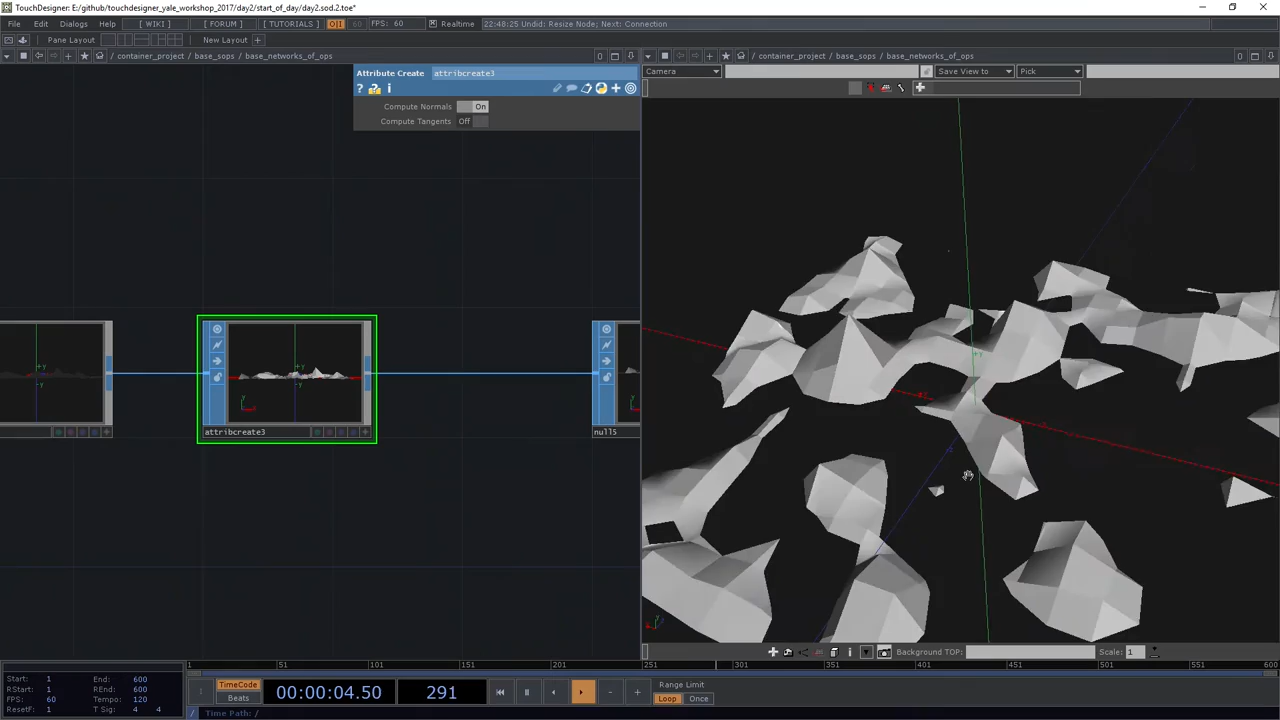 TouchDesigner: E:/github/touchdesigner_yale_workshop_2017/day2/start_of_day/day2.sod.2.toe*
File Edit Dialogs Help [ WIKI ] [ FORUM ] [ TUTORIALS ] O|I 60 FPS: 60 Realtime 22:48:25 Undid: Resize Node; Next: Connection
Pane Layout New Layout +
/ container_project / base_sops / base_networks_of_ops 0
/ container_project / base_sops / base_networks_of_ops 0
Attribute Create attribcreate3
? ? i
Compute Normals On
Compute Tangents Off
Camera Save View to Pick
+y
-y
y
attribcreate3
null5
Background TOP: Scale: 1
1 51 101 151 201 251 301 351 401 451 501 551 600
Start: 1 End: 600
RStart: 1 REnd: 600
FPS: 60 Tempo: 120
ResetF: 1 T Sig: 4 4
TimeCode
Beats
00:00:04.50
291
- +
Range Limit
Loop Once
/ Time Path: /